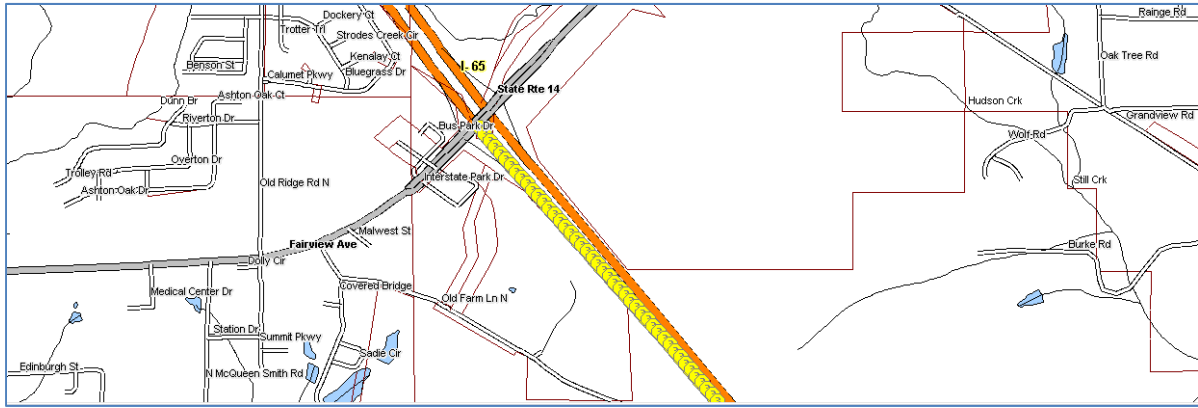 Dockery Ct
Rainge Rd
Trotter Trl
Strodes Creek Cir
Oak Tree Rd
Kenalay Ct
Benson St
I- 65
Bluegrass Dr
Calumet Pkwy
State Rte 14
Ashton Oak Ct
Dunn Br
Hudson Crk
Grandview Rd
Riverton Dr
Bus Park Dr
Wolf Rd
Overton Dr
Trolley Rd
Interstate Park Dr
Still Crk
Ashton Oak Dr
Old Ridge Rd N
Malwest St
Fairview Ave
Burke Rd
Dolly Cir
Covered Bridge
Medical Center Dr
Old Farm Ln N
Station Dr
Summit Pkwy
Sadie Cir
Edinburgh St
N McQueen Smith Rd